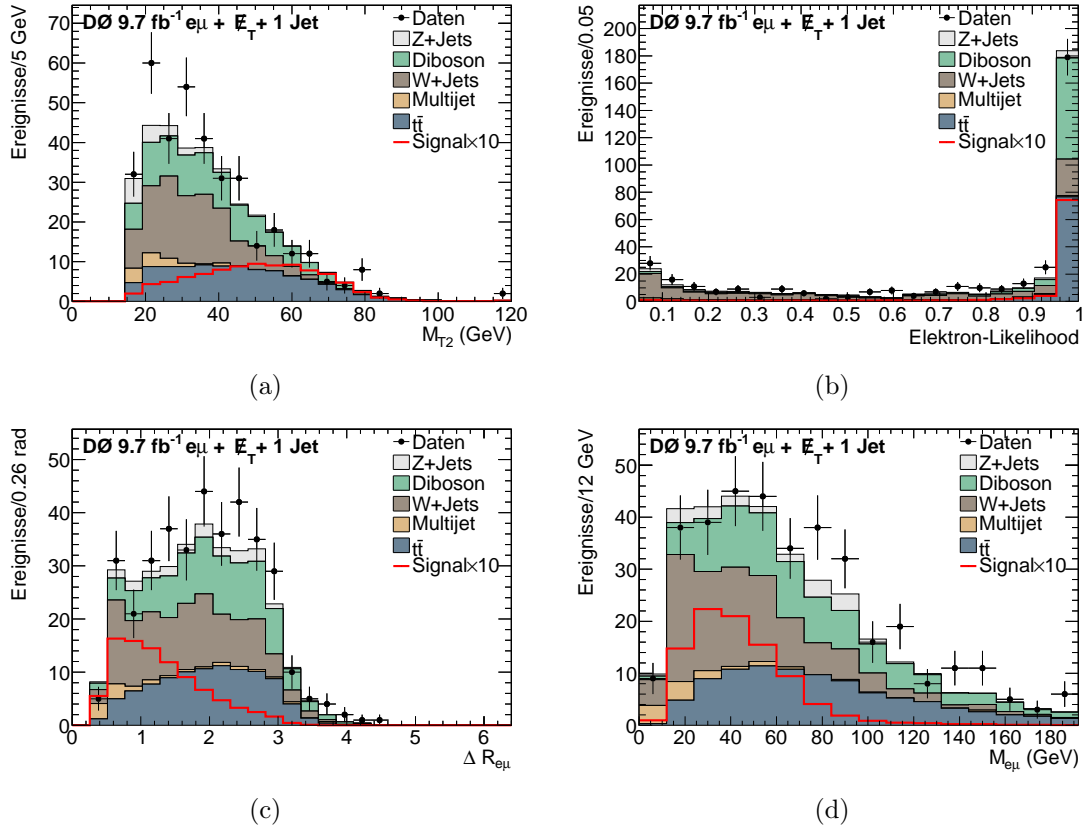 DØ 9.7 fb⁻¹ eμ + E̸_T + 1 Jet
Daten
Z+Jets
Diboson
W+Jets
Multijet
tt̄
Signal×10
Ereignisse/5 GeV
70
60
50
40
30
20
10
0
0 20 40 60 80 100 120
M_T2 (GeV)
(a)
DØ 9.7 fb⁻¹ eμ + E̸_T + 1 Jet
Daten
Z+Jets
Diboson
W+Jets
Multijet
tt̄
Signal×10
Ereignisse/0.05
200
180
160
140
120
100
80
60
40
20
0
0.1 0.2 0.3 0.4 0.5 0.6 0.7 0.8 0.9 1
Elektron-Likelihood
(b)
DØ 9.7 fb⁻¹ eμ + E̸_T + 1 Jet
Daten
Z+Jets
Diboson
W+Jets
Multijet
tt̄
Signal×10
Ereignisse/0.26 rad
50
40
30
20
10
0
0 1 2 3 4 5 6
Δ R_eμ
(c)
DØ 9.7 fb⁻¹ eμ + E̸_T + 1 Jet
Daten
Z+Jets
Diboson
W+Jets
Multijet
tt̄
Signal×10
Ereignisse/12 GeV
50
40
30
20
10
0
0 20 40 60 80 100 120 140 160 180
M_eμ (GeV)
(d)